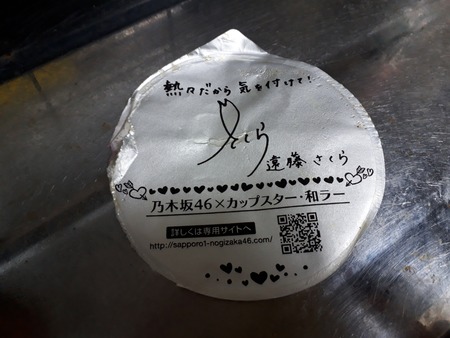 熱々だから 気を付けて!
さくら
遠藤さくら
乃木坂46×カップスター・和ラー
詳しくは専用サイトへ
http://sapporo1-nogizaka46.com/